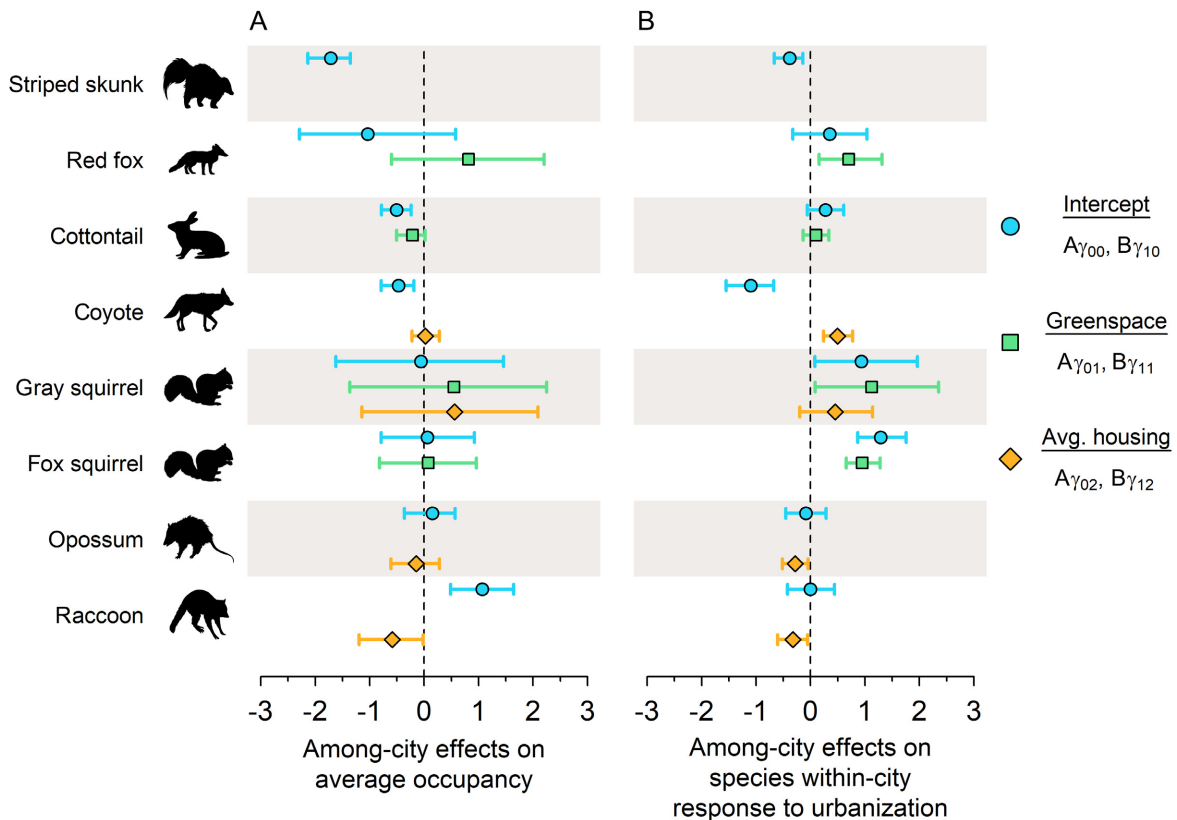 A
B
Striped skunk
Red fox
Cottontail
Coyote
Gray squirrel
Fox squirrel
Opossum
Raccoon
Intercept
Aγ₀₀, Bγ₁₀
Greenspace
Aγ₀₁, Bγ₁₁
Avg. housing
Aγ₀₂, Bγ₁₂
-3 -2 -1 0 1 2 3
-3 -2 -1 0 1 2 3
Among-city effects on
average occupancy
Among-city effects on
species within-city
response to urbanization